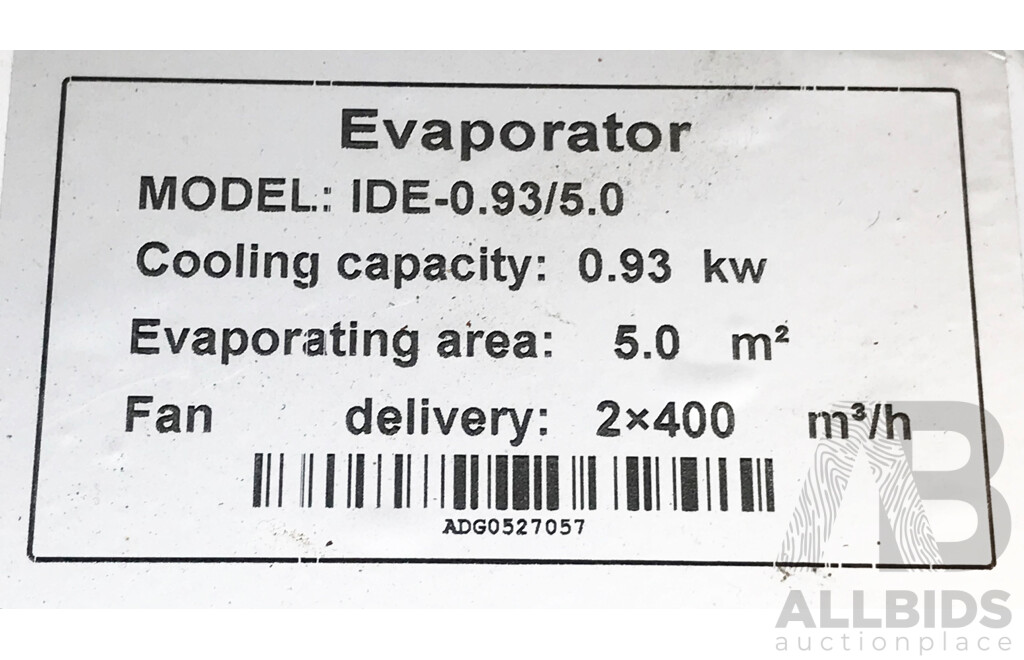 Evaporator
MODEL: IDE-0.93/5.0
Cooling capacity: 0.93 kw
Evaporating area: 5.0 m²
Fan delivery: 2×400 m³/h
ADG0527057
AB
ALLBIDS
auctionplace